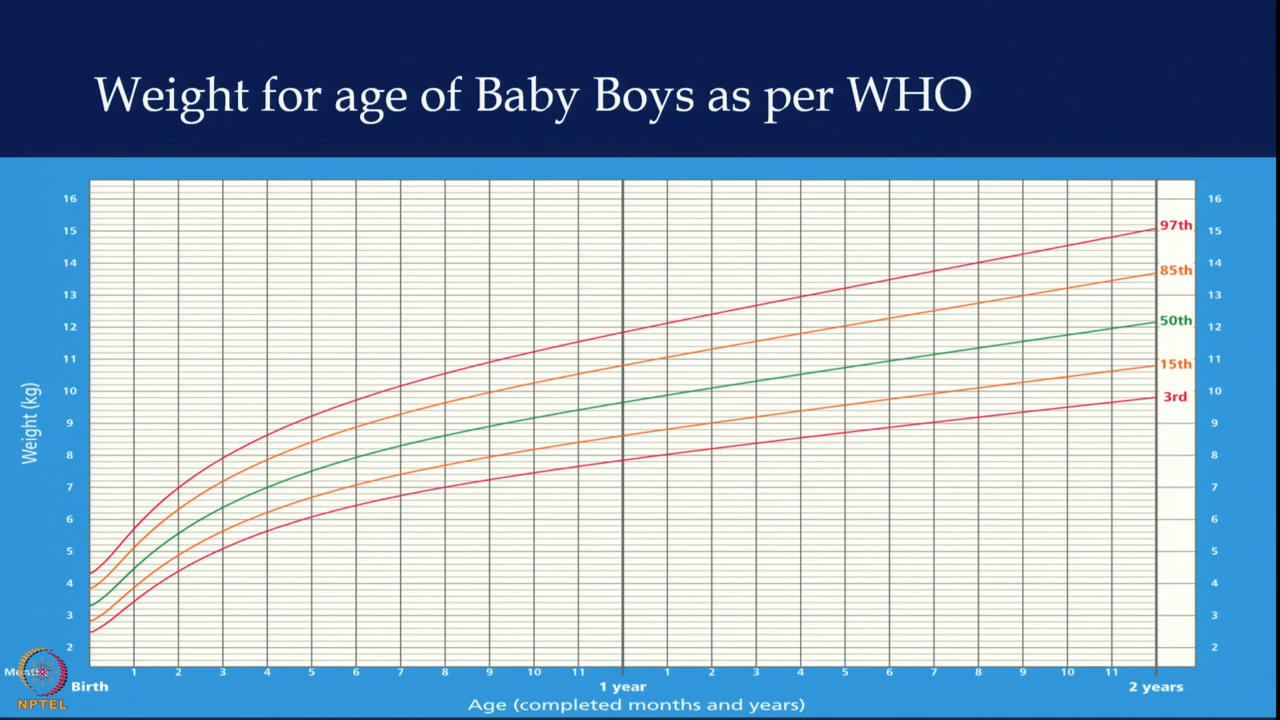 Weight for age of Baby Boys as per WHO
16 16
97th
15 15
14 14
85th
13 13
50th
12 12
11 11
15th
10 10
3rd
9 9
8 8
7 7
6 6
5 5
4 4
3 3
2 2
Weight (kg)
1 2 3 4 5 6 7 8 9 10 11 1 2 3 4 5 6 7 8 9 10 11
Birth 1 year 2 years
NPTEL
Age (completed months and years)